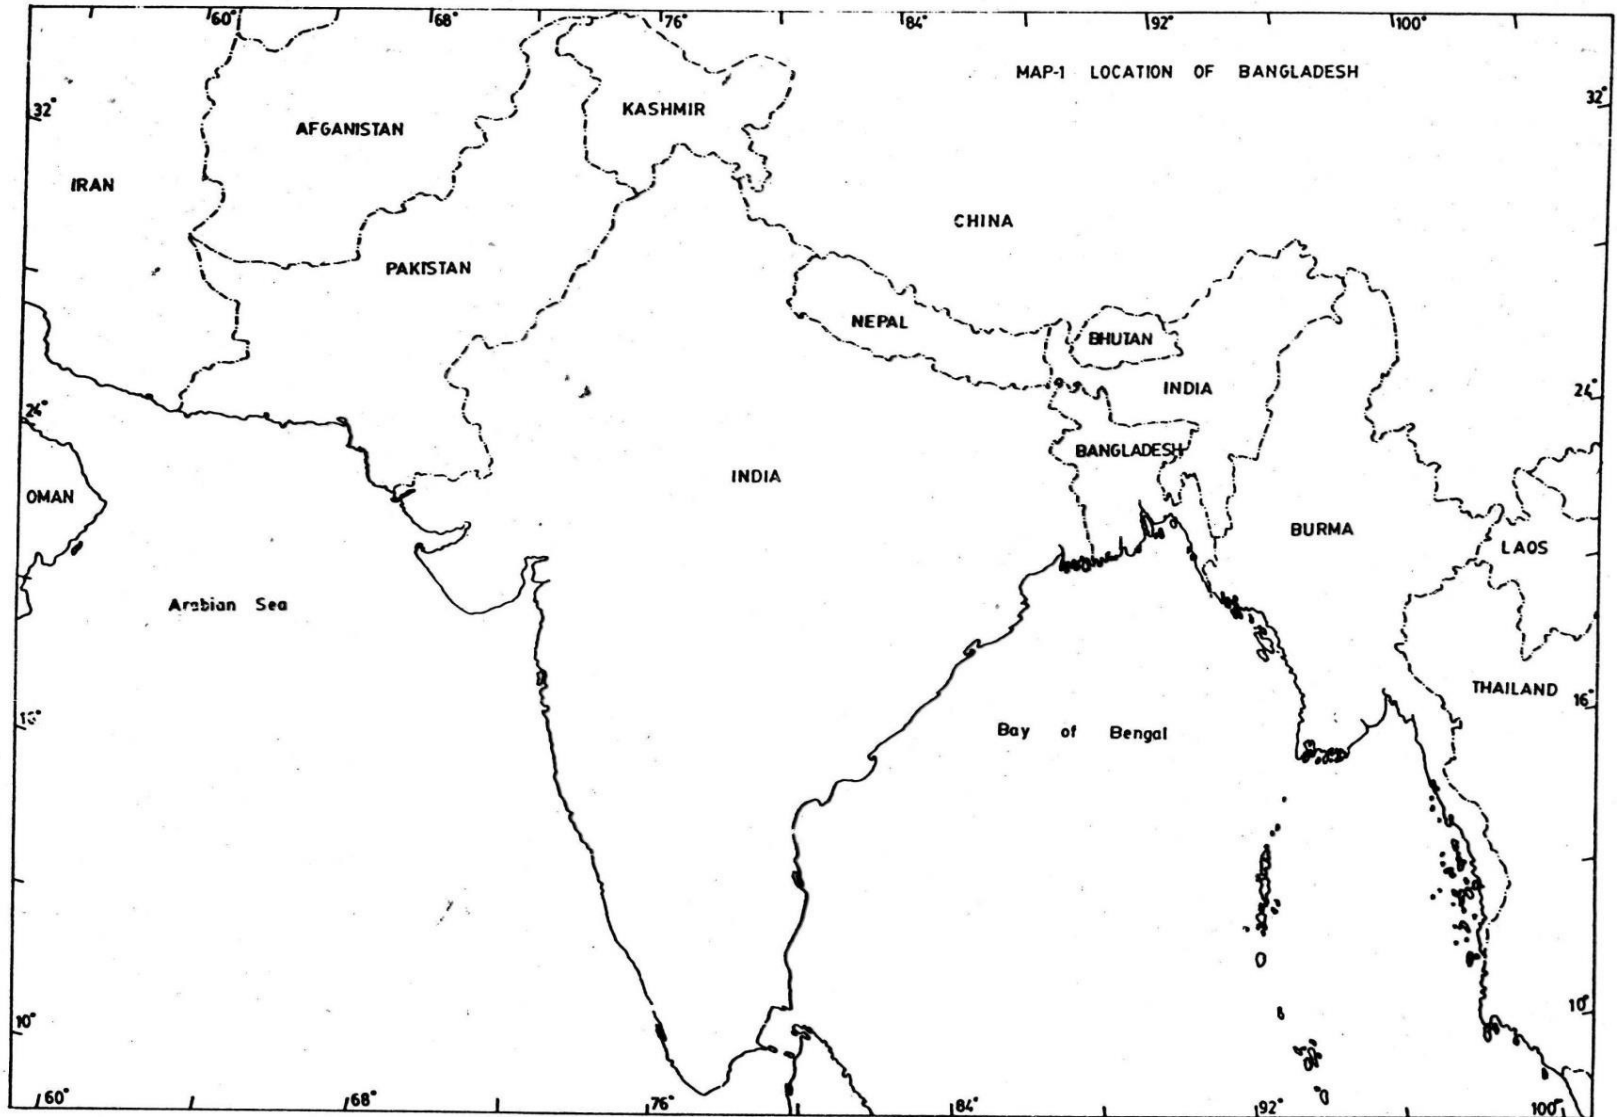 60° 68° 76° 84° 92° 100°
MAP-1 LOCATION OF BANGLADESH
32° 32°
KASHMIR
AFGANISTAN
IRAN
CHINA
PAKISTAN
NEPAL
BHUTAN
INDIA
24° 24°
BANGLADESH
INDIA
OMAN
BURMA
LAOS
Arabian Sea
THAILAND
16°
Bay of Bengal
10° 10°
60° 68° 76° 84° 92° 100°